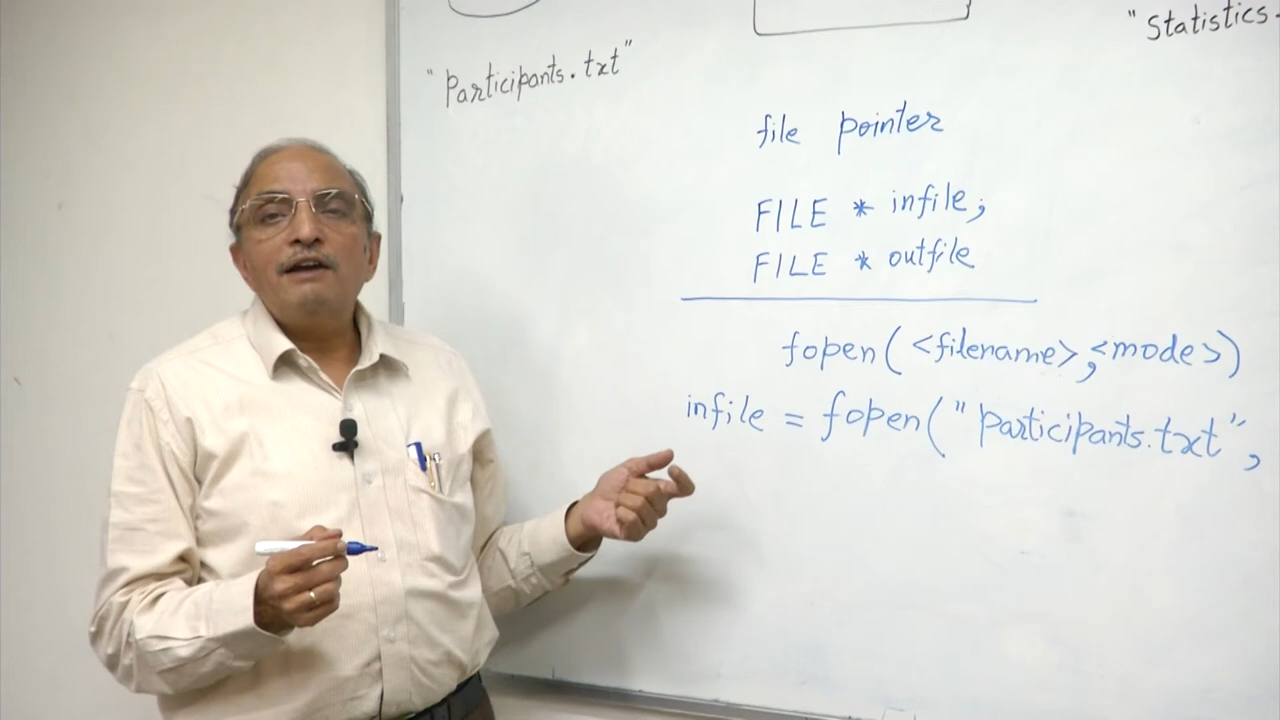 "Statistics.
"Participants.txt"
file pointer
FILE * infile;
FILE * outfile
fopen(<filename>,<mode>)
infile = fopen("participants.txt",